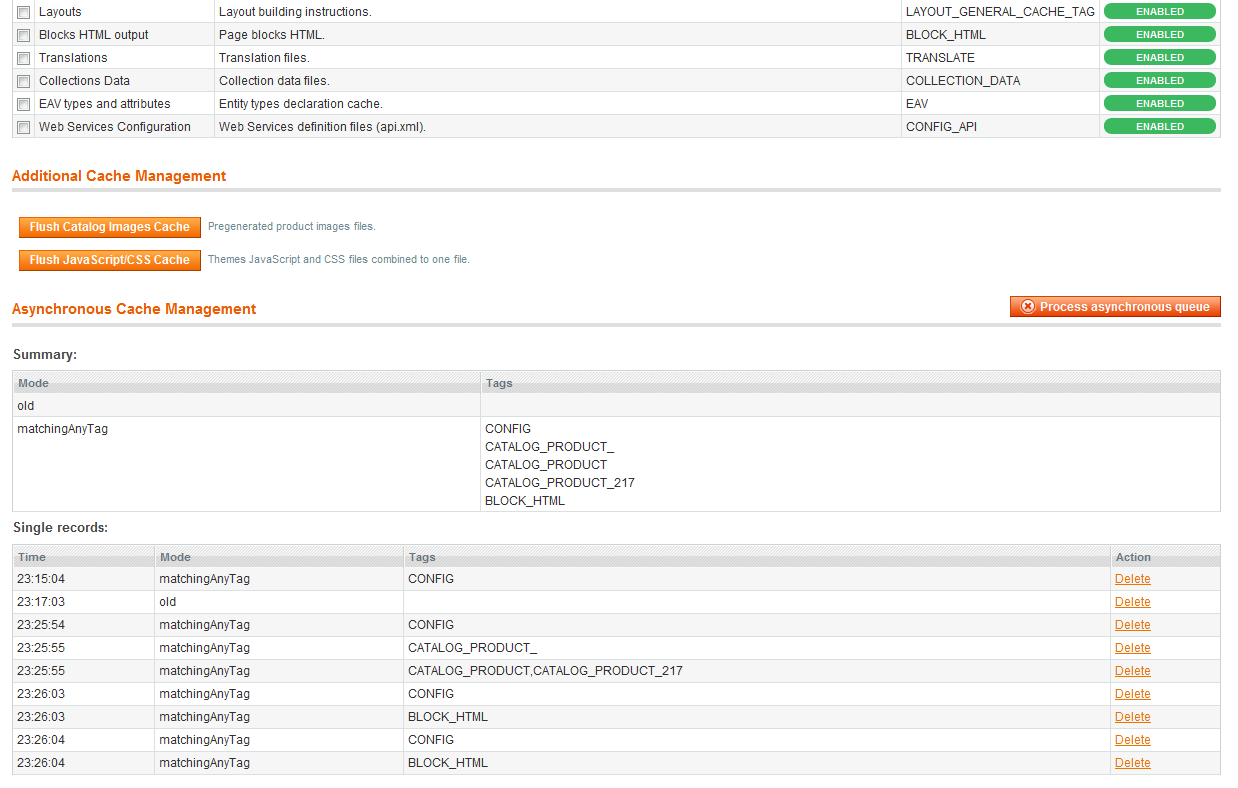 Layouts Layout building instructions. LAYOUT_GENERAL_CACHE_TAG ENABLED
Blocks HTML output Page blocks HTML. BLOCK_HTML ENABLED
Translations Translation files. TRANSLATE ENABLED
Collections Data Collection data files. COLLECTION_DATA ENABLED
EAV types and attributes Entity types declaration cache. EAV ENABLED
Web Services Configuration Web Services definition files (api.xml). CONFIG_API ENABLED
Additional Cache Management
Flush Catalog Images Cache Pregenerated product images files.
Flush JavaScript/CSS Cache Themes JavaScript and CSS files combined to one file.
Asynchronous Cache Management Process asynchronous queue
Summary:
Mode Tags
old
matchingAnyTag CONFIG
CATALOG_PRODUCT_
CATALOG_PRODUCT
CATALOG_PRODUCT_217
BLOCK_HTML
Single records:
Time Mode Tags Action
23:15:04 matchingAnyTag CONFIG Delete
23:17:03 old Delete
23:25:54 matchingAnyTag CONFIG Delete
23:25:55 matchingAnyTag CATALOG_PRODUCT_ Delete
23:25:55 matchingAnyTag CATALOG_PRODUCT,CATALOG_PRODUCT_217 Delete
23:26:03 matchingAnyTag CONFIG Delete
23:26:03 matchingAnyTag BLOCK_HTML Delete
23:26:04 matchingAnyTag CONFIG Delete
23:26:04 matchingAnyTag BLOCK_HTML Delete